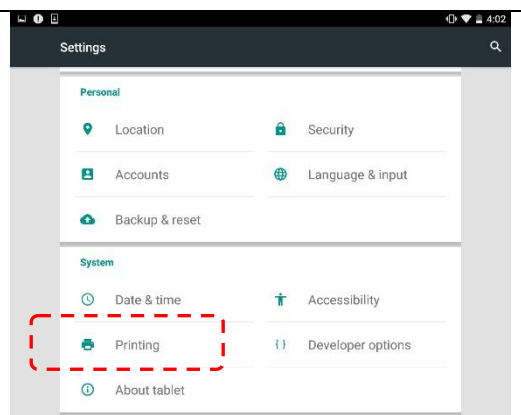 4:02
Settings
Personal
Location Security
Accounts Language & input
Backup & reset
System
Date & time Accessibility
Printing { } Developer options
About tablet